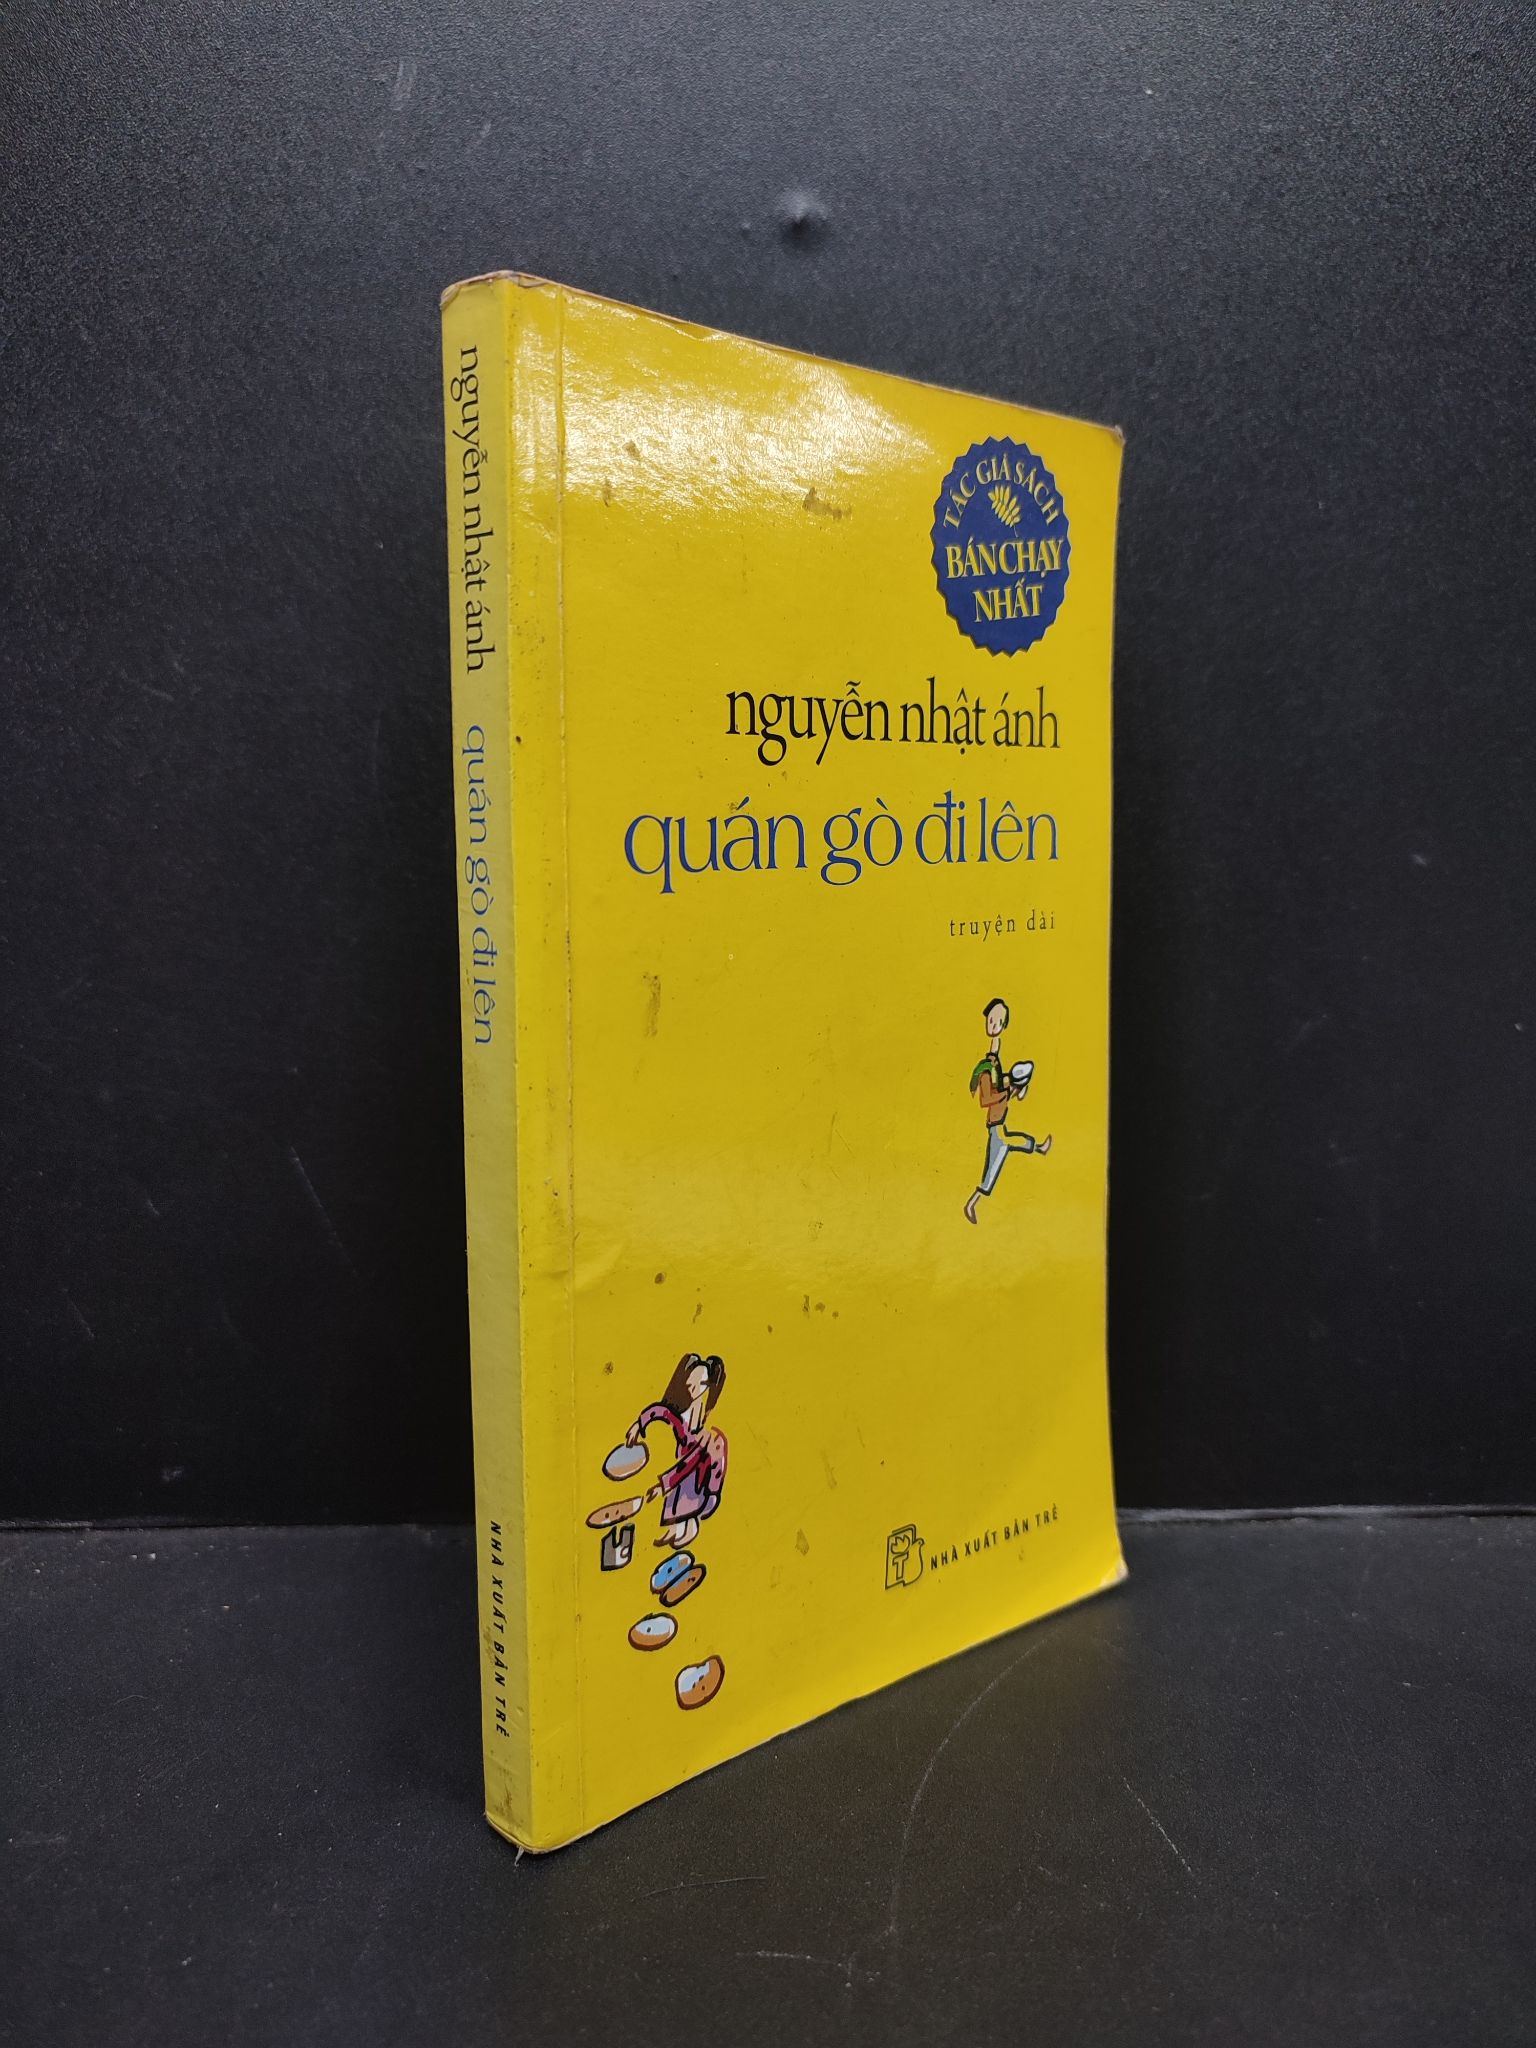 nguyễn nhật ánh quán gò đi lên
NHÀ XUẤT BẢN TRẺ
TÁC GIẢ SÁCH
BÁN CHẠY
NHẤT
nguyễn nhật ánh
quán gò đi lên
truyện dài
NHÀ XUẤT BẢN TRẺ